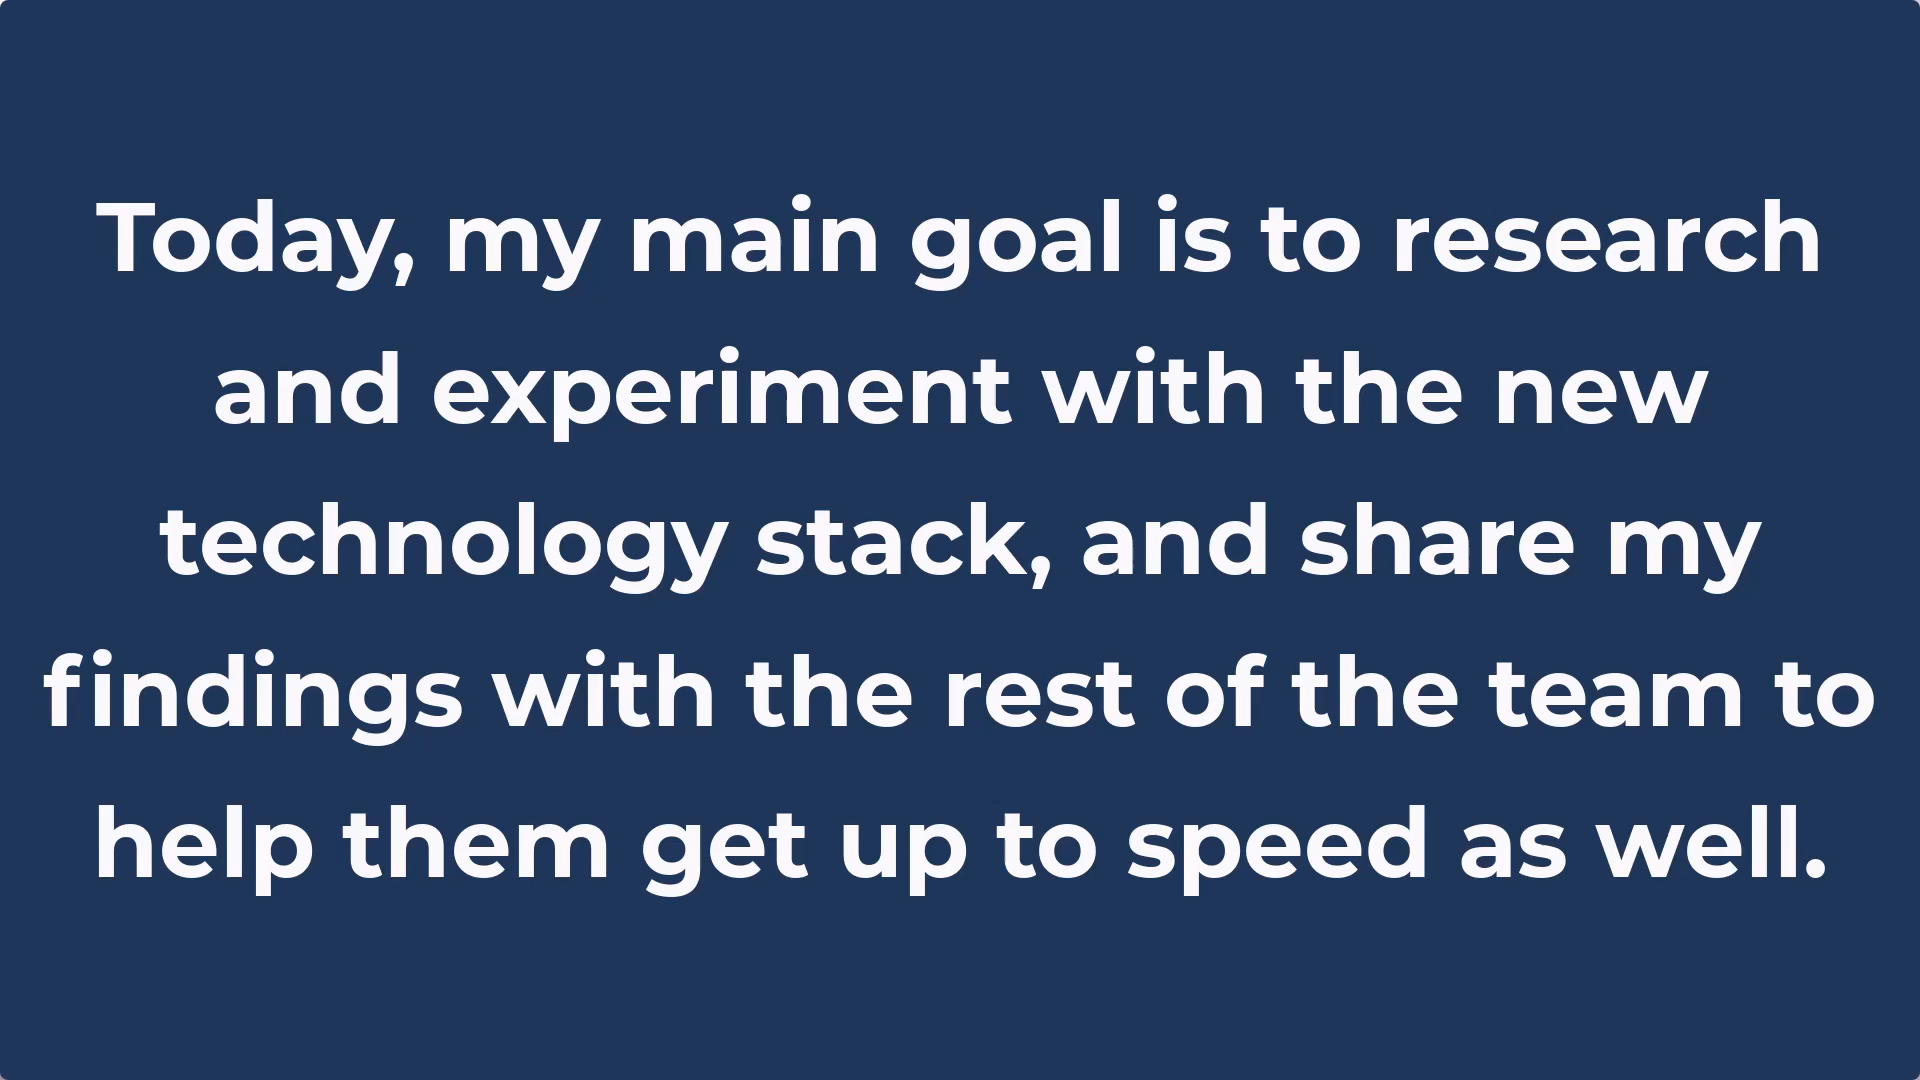 Today, my main goal is to research
and experiment with the new
technology stack, and share my
findings with the rest of the team to
help them get up to speed as well.